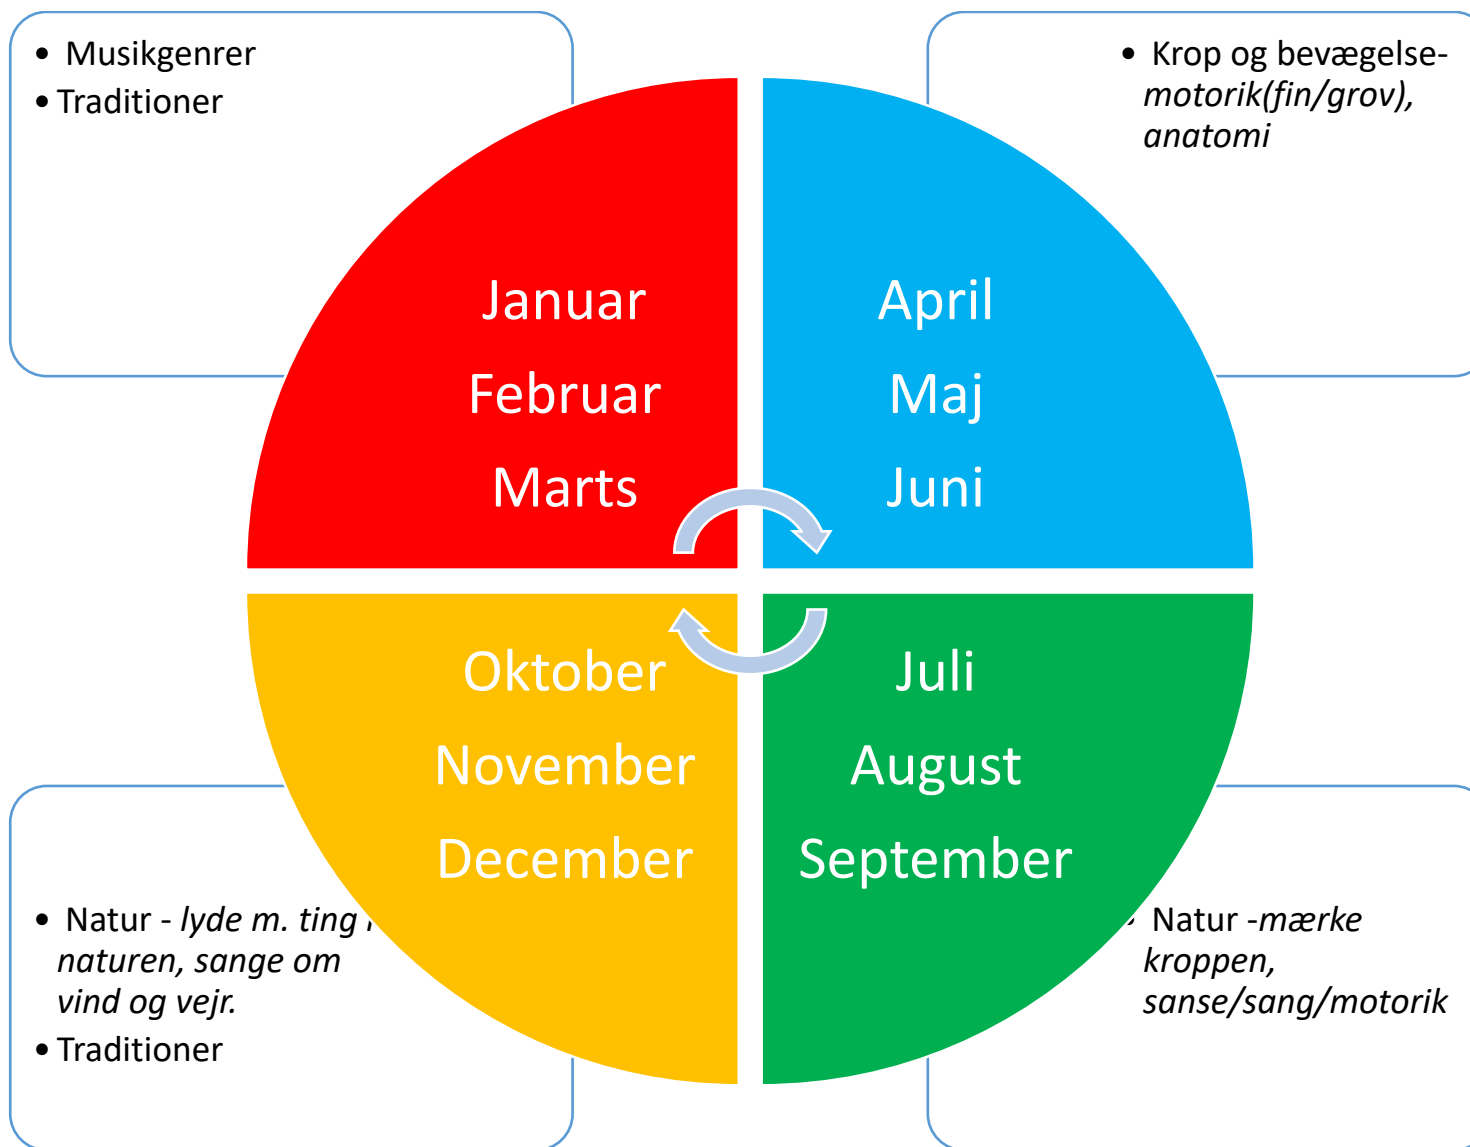 • Musikgenrer
• Traditioner
• Krop og bevægelse-
motorik(fin/grov),
anatomi
Januar
Februar
Marts
April
Maj
Juni
Oktober
November
December
Juli
August
September
• Natur - lyde m. ting
naturen, sange om
vind og vejr.
• Traditioner
• Natur -mærke
kroppen,
sanse/sang/motorik